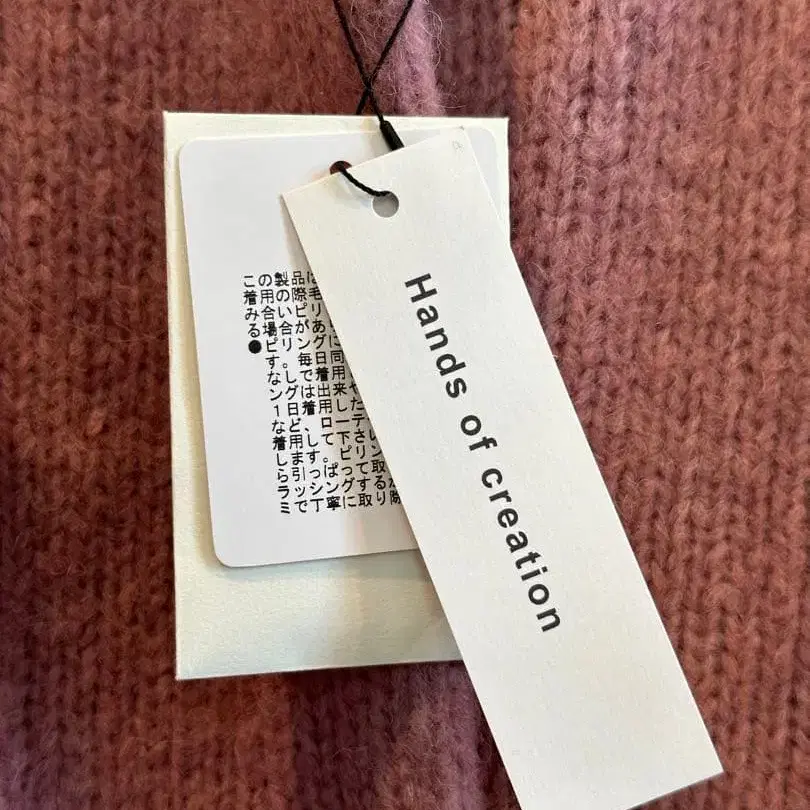 この製品は
着用の際毛
み合いピリ
る場合があ
●ピリングに
す。毎日同
なしでは着用
ングは出来や
1日着用した
など、ローテ
着用して下さい
します。ピリン
ら引っぱって取
ラッシングするか
ミで丁寧に取り除
Hands of creation